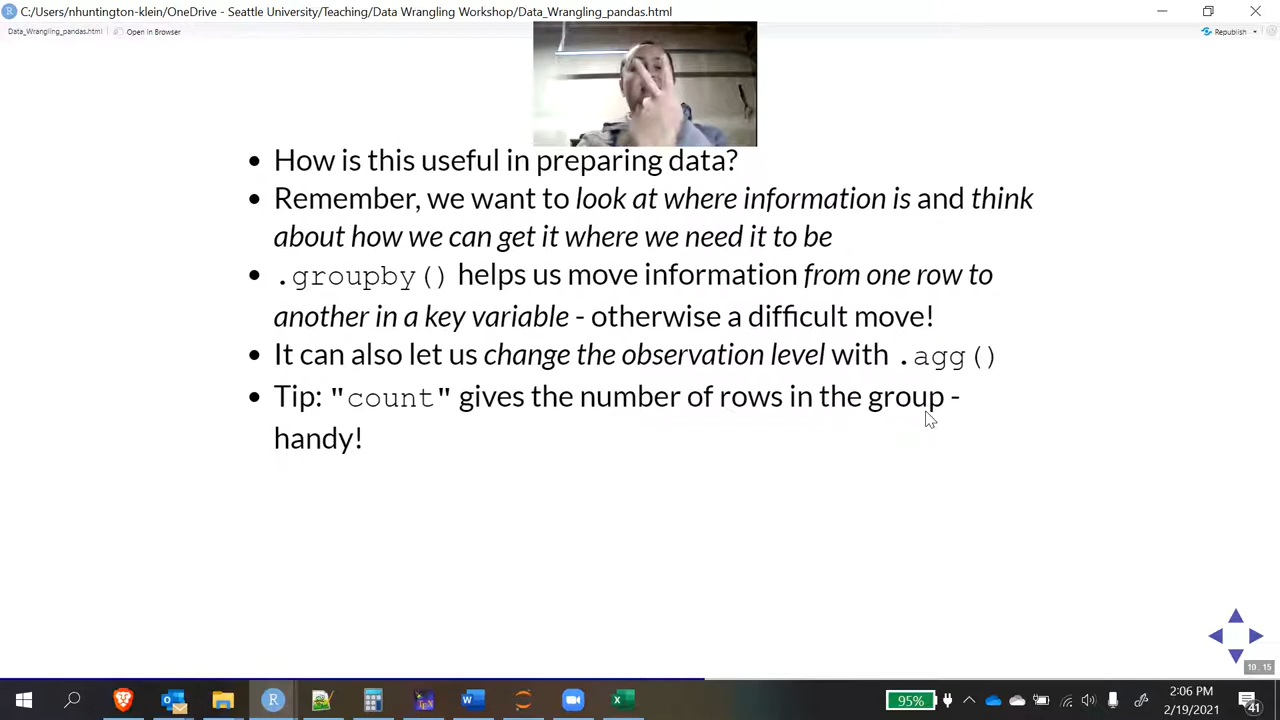 C:/Users/nhuntington-klein/OneDrive - Seattle University/Teaching/Data Wrangling Workshop/Data_Wrangling_pandas.html
Data_Wrangling_pandas.html Open in Browser Republish
• How is this useful in preparing data?
• Remember, we want to look at where information is and think
about how we can get it where we need it to be
• .groupby() helps us move information from one row to
another in a key variable - otherwise a difficult move!
• It can also let us change the observation level with .agg()
• Tip: "count" gives the number of rows in the group -
handy!
10 . 15
95% 2:06 PM
2/19/2021 41